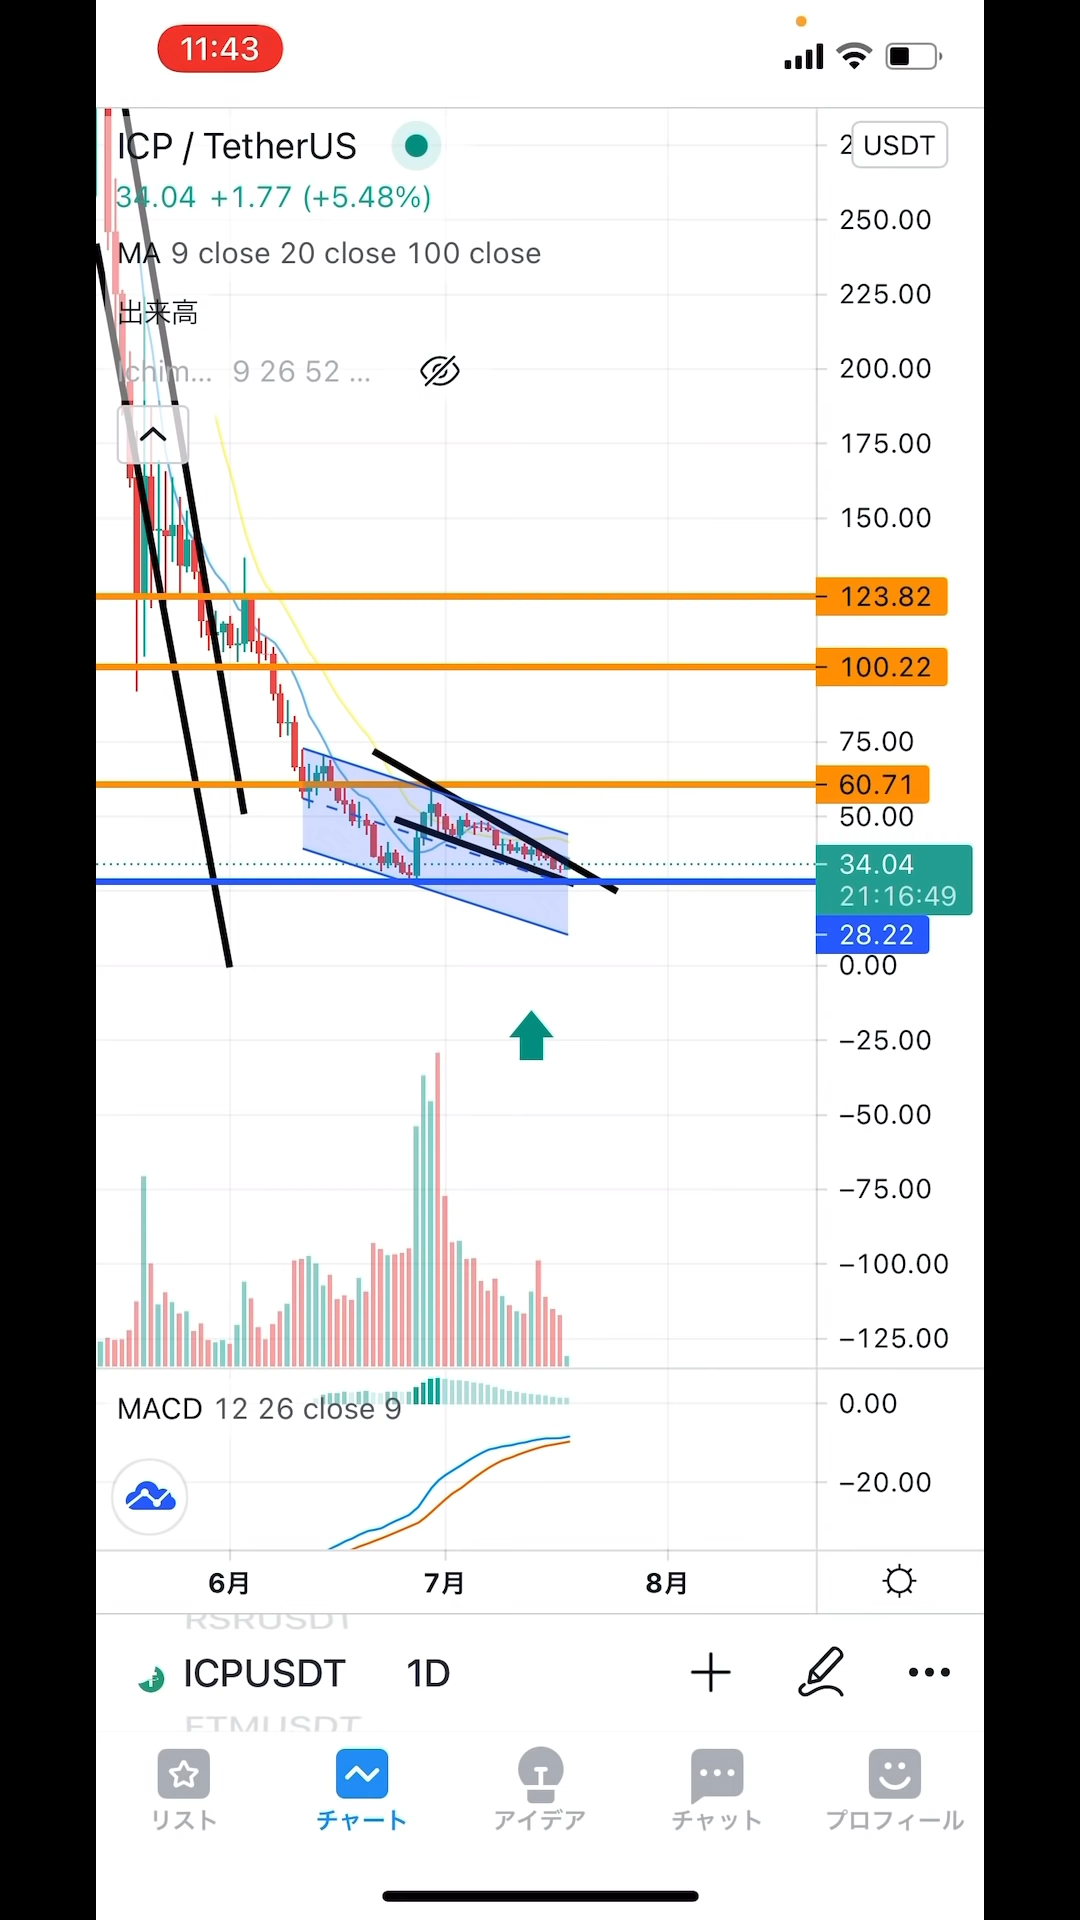 11:43
ICP / TetherUS
USDT
34.04 +1.77 (+5.48%)
MA 9 close 20 close 100 close
出来高
Ichim... 9 26 52 ...
2
250.00
225.00
200.00
175.00
150.00
123.82
100.22
75.00
60.71
50.00
34.04
21:16:49
28.22
0.00
−25.00
−50.00
−75.00
−100.00
−125.00
MACD 12 26 close 9
0.00
−20.00
6月
7月
8月
RSRUSDT
ICPUSDT 1D
FTMUSDT
リスト
チャート
アイデア
チャット
プロフィール